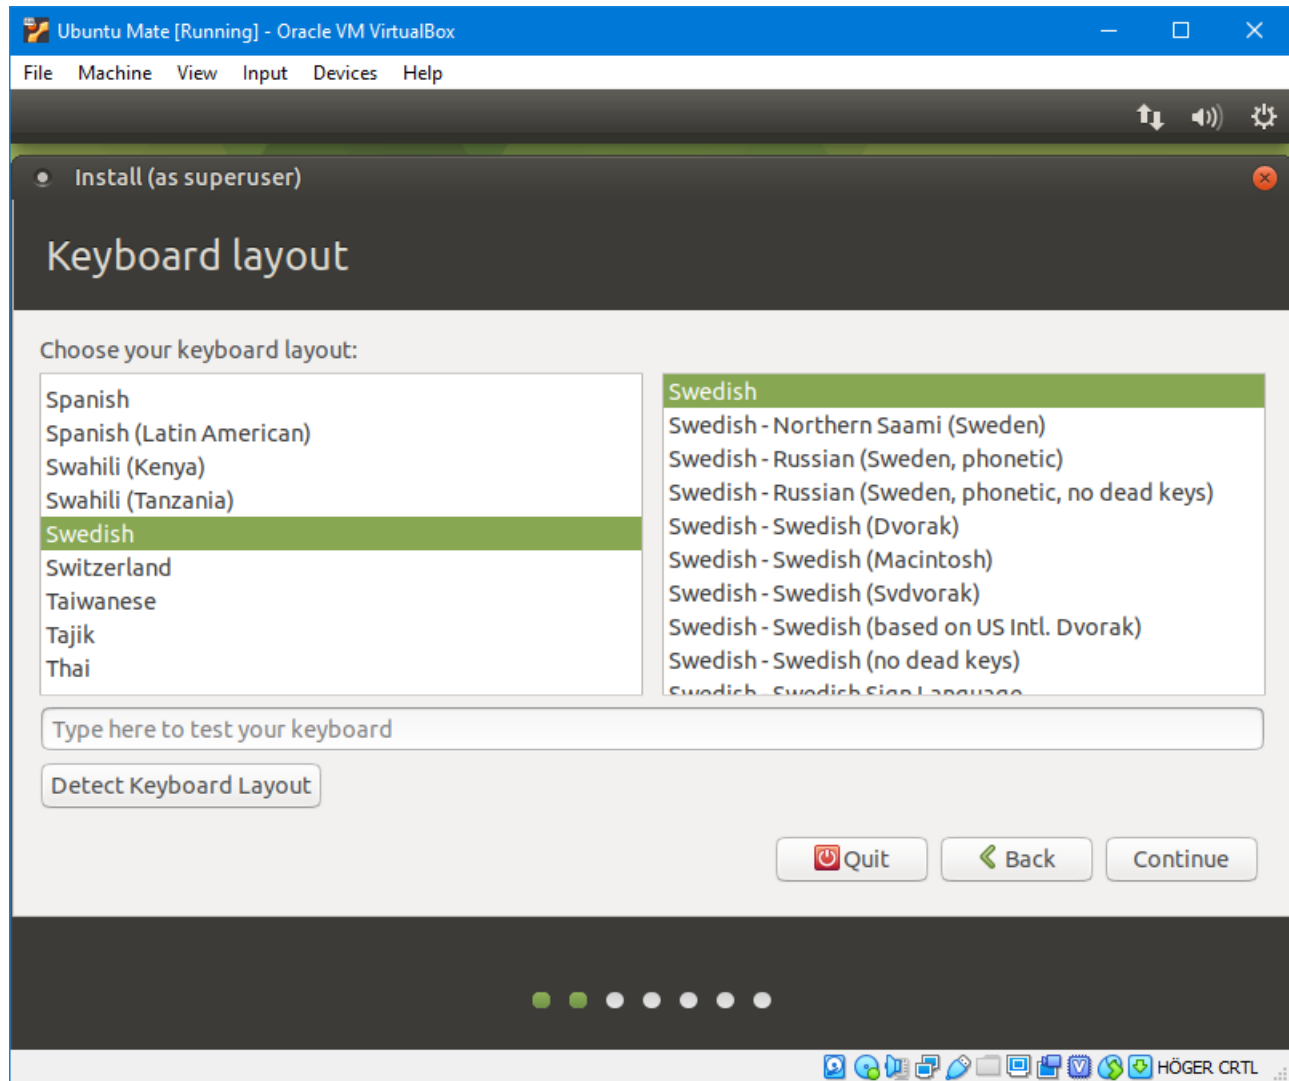 Ubuntu Mate [Running] - Oracle VM VirtualBox
File Machine View Input Devices Help
Install (as superuser)
Keyboard layout
Choose your keyboard layout:
Spanish
Spanish (Latin American)
Swahili (Kenya)
Swahili (Tanzania)
Swedish
Switzerland
Taiwanese
Tajik
Thai
Swedish
Swedish - Northern Saami (Sweden)
Swedish - Russian (Sweden, phonetic)
Swedish - Russian (Sweden, phonetic, no dead keys)
Swedish - Swedish (Dvorak)
Swedish - Swedish (Macintosh)
Swedish - Swedish (Svdvorak)
Swedish - Swedish (based on US Intl. Dvorak)
Swedish - Swedish (no dead keys)
Swedish - Swedish Sign Language
Type here to test your keyboard
Detect Keyboard Layout
Quit Back Continue
HÖGER CRTL